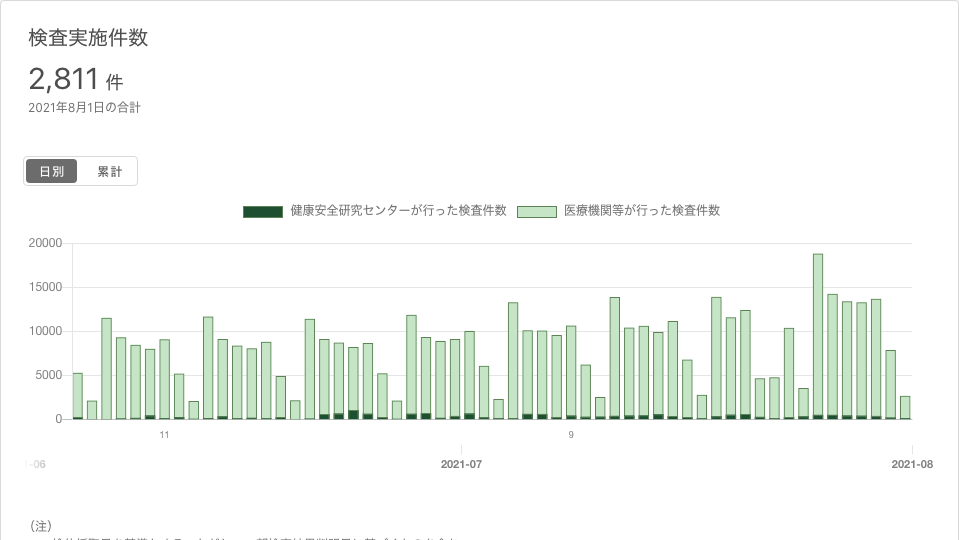 検査実施件数
2,811 件
2021年8月1日の合計
日別 累計
健康安全研究センターが行った検査件数 医療機関等が行った検査件数
20000
15000
10000
5000
0
11 9
-06 2021-07 2021-08
（注）